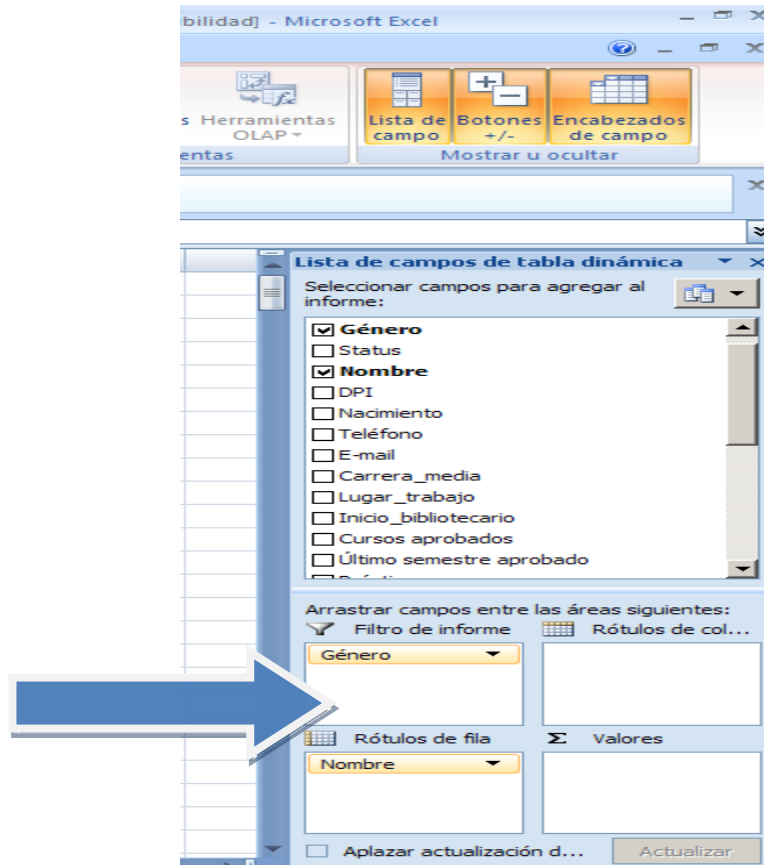 bilidad] - Microsoft Excel
s Herramientas OLAP
Lista de campo
Botones +/-
Encabezados de campo
entas
Mostrar u ocultar
Lista de campos de tabla dinámica
Seleccionar campos para agregar al
informe:
Género
Status
Nombre
DPI
Nacimiento
Teléfono
E-mail
Carrera_media
Lugar_trabajo
Inicio_bibliotecario
Cursos aprobados
Último semestre aprobado
Arrastrar campos entre las áreas siguientes:
Filtro de informe
Rótulos de col...
Género
Rótulos de fila
Σ Valores
Nombre
Aplazar actualización d...
Actualizar